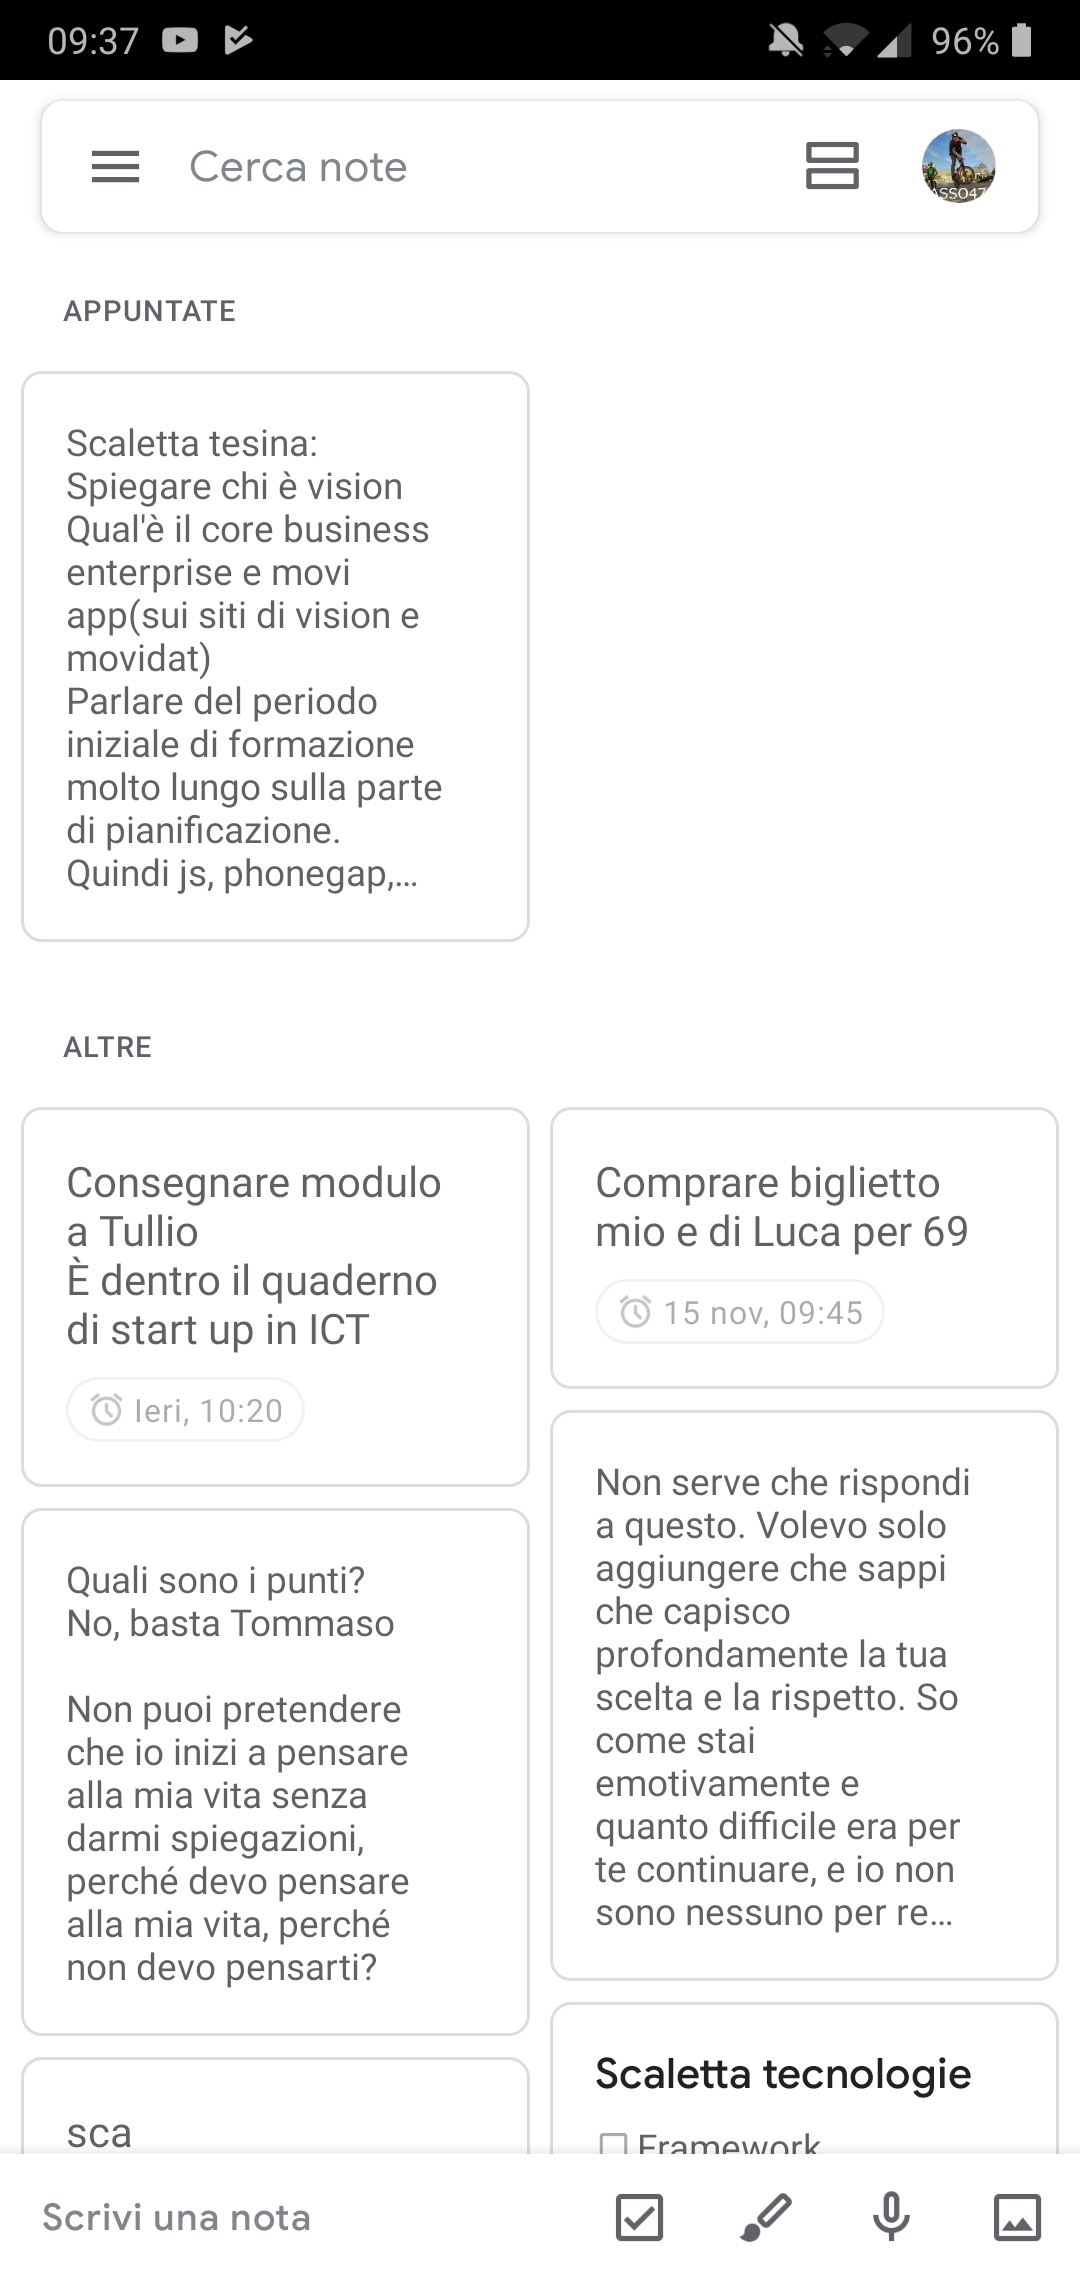 09:37
96%
Cerca note
ASSO47
APPUNTATE
Scaletta tesina:
Spiegare chi è vision
Qual'è il core business
enterprise e movi
app(sui siti di vision e
movidat)
Parlare del periodo
iniziale di formazione
molto lungo sulla parte
di pianificazione.
Quindi js, phonegap,...
ALTRE
Consegnare modulo
a Tullio
È dentro il quaderno
di start up in ICT
Ieri, 10:20
Comprare biglietto
mio e di Luca per 69
15 nov, 09:45
Quali sono i punti?
No, basta Tommaso
Non puoi pretendere
che io inizi a pensare
alla mia vita senza
darmi spiegazioni,
perché devo pensare
alla mia vita, perché
non devo pensarti?
Non serve che rispondi
a questo. Volevo solo
aggiungere che sappi
che capisco
profondamente la tua
scelta e la rispetto. So
come stai
emotivamente e
quanto difficile era per
te continuare, e io non
sono nessuno per re...
sca
Scaletta tecnologie
Framework
Scrivi una nota